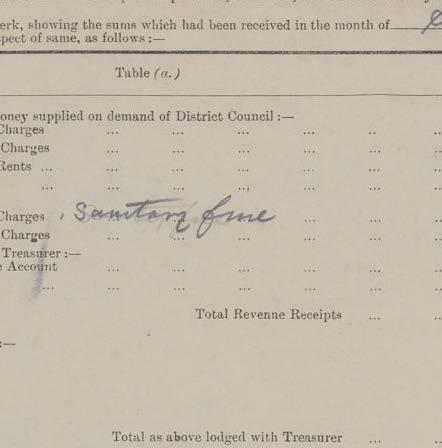 erk, showing the sums which had been received in the month of
pect of same, as follows :—
Table (a.)
oney supplied on demand of District Council :—
Charges ... ... ... ... .. ..
Charges ... ... ... ... ... ..
Rents ... ... ... ... ... ... ..
... ... ... ... ... ... ..
Charges Sanitary fine ... ... ..
Charges ... ... ... ... ... ..
Treasurer :—
e Account ... ... ... ... ... ..
... ... ... ... ... ... ..
Total Revenue Receipts ... ..
:—
Total as above lodged with Treasurer ... ..